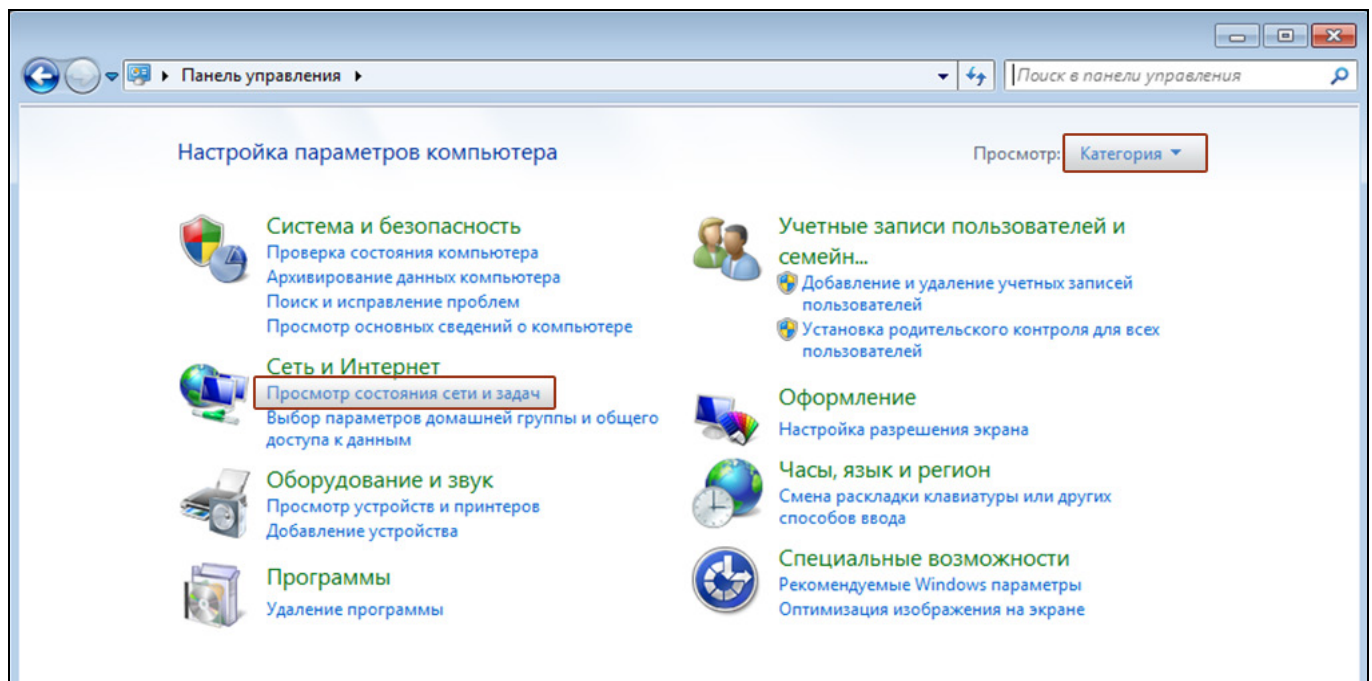 Панель управления
Поиск в панели управления
Настройка параметров компьютера
Просмотр: Категория
Система и безопасность
Проверка состояния компьютера
Архивирование данных компьютера
Поиск и исправление проблем
Просмотр основных сведений о компьютере
Сеть и Интернет
Просмотр состояния сети и задач
Выбор параметров домашней группы и общего
доступа к данным
Оборудование и звук
Просмотр устройств и принтеров
Добавление устройства
Программы
Удаление программы
Учетные записи пользователей и
семейн...
Добавление и удаление учетных записей
пользователей
Установка родительского контроля для всех
пользователей
Оформление
Настройка разрешения экрана
Часы, язык и регион
Смена раскладки клавиатуры или других
способов ввода
Специальные возможности
Рекомендуемые Windows параметры
Оптимизация изображения на экране